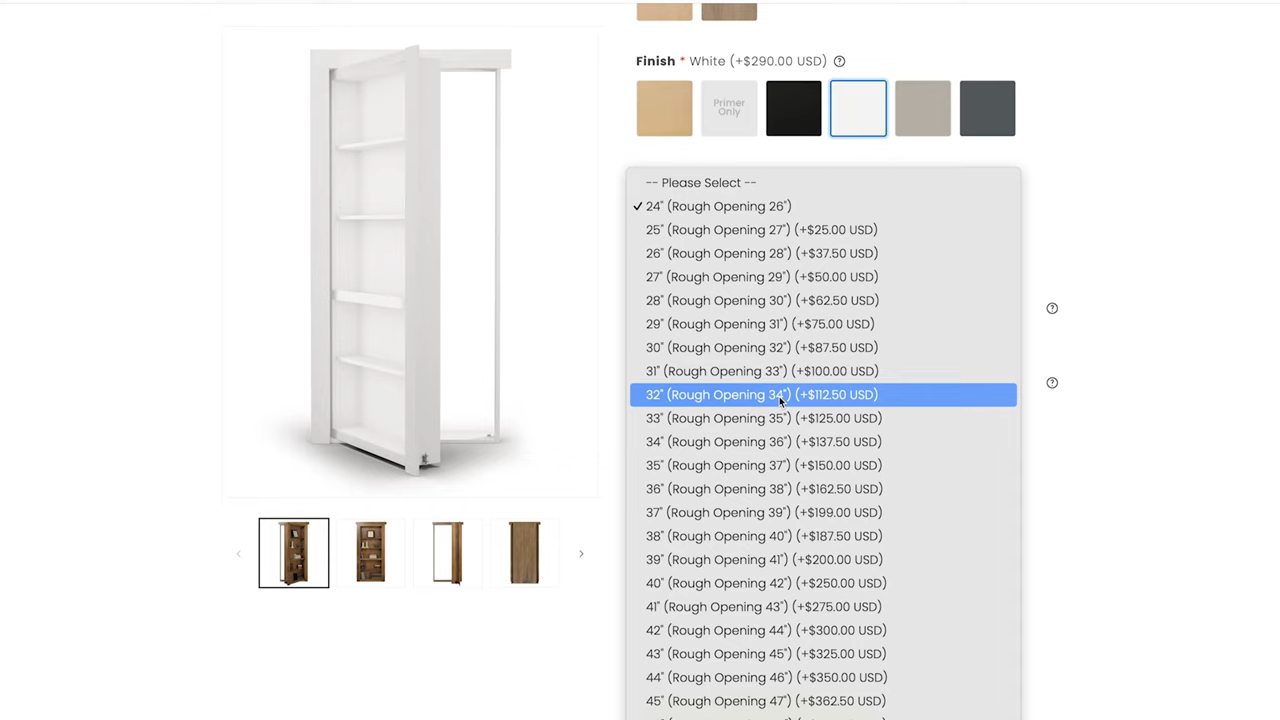 Finish * White (+$290.00 USD)
Primer
Only
-- Please Select --
✓ 24" (Rough Opening 26")
25" (Rough Opening 27") (+$25.00 USD)
26" (Rough Opening 28") (+$37.50 USD)
27" (Rough Opening 29") (+$50.00 USD)
28" (Rough Opening 30") (+$62.50 USD)
29" (Rough Opening 31") (+$75.00 USD)
30" (Rough Opening 32") (+$87.50 USD)
31" (Rough Opening 33") (+$100.00 USD)
32" (Rough Opening 34") (+$112.50 USD)
33" (Rough Opening 35") (+$125.00 USD)
34" (Rough Opening 36") (+$137.50 USD)
35" (Rough Opening 37") (+$150.00 USD)
36" (Rough Opening 38") (+$162.50 USD)
37" (Rough Opening 39") (+$199.00 USD)
38" (Rough Opening 40") (+$187.50 USD)
39" (Rough Opening 41") (+$200.00 USD)
40" (Rough Opening 42") (+$250.00 USD)
41" (Rough Opening 43") (+$275.00 USD)
42" (Rough Opening 44") (+$300.00 USD)
43" (Rough Opening 45") (+$325.00 USD)
44" (Rough Opening 46") (+$350.00 USD)
45" (Rough Opening 47") (+$362.50 USD)